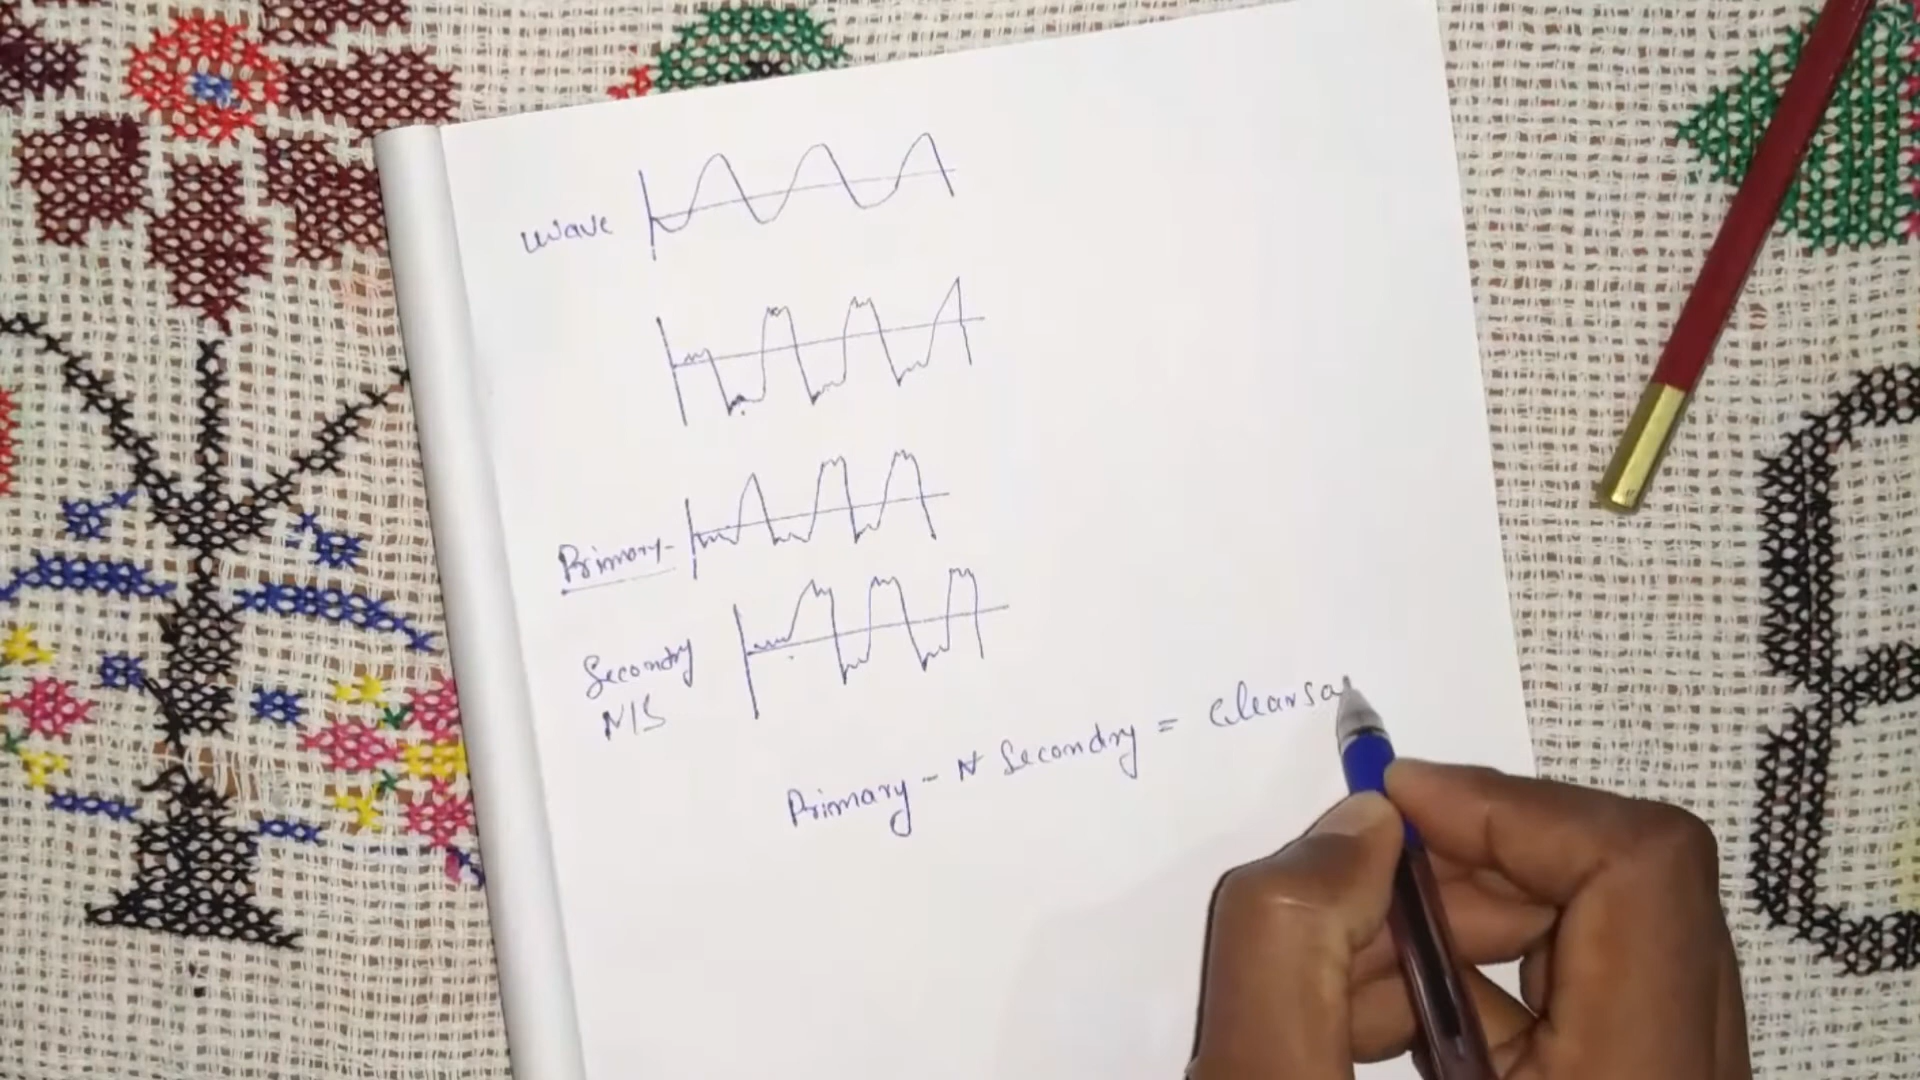 Wave
Primary-
Secondry
N/S
Primary - N Secondry = Clearsa